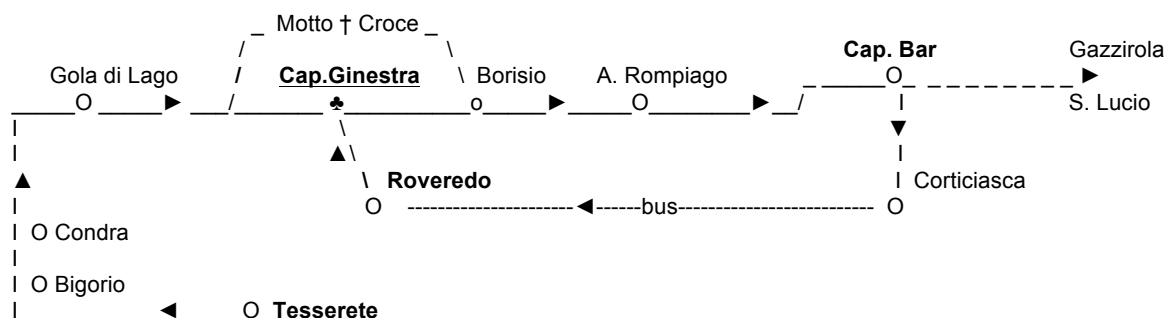 Motto † Croce
Cap. Bar Gazzirola
Gola di Lago Cap.Ginestra Borisio A. Rompiago
S. Lucio
Corticiasca
Roveredo
bus
O Condra
O Bigorio
O Tesserete